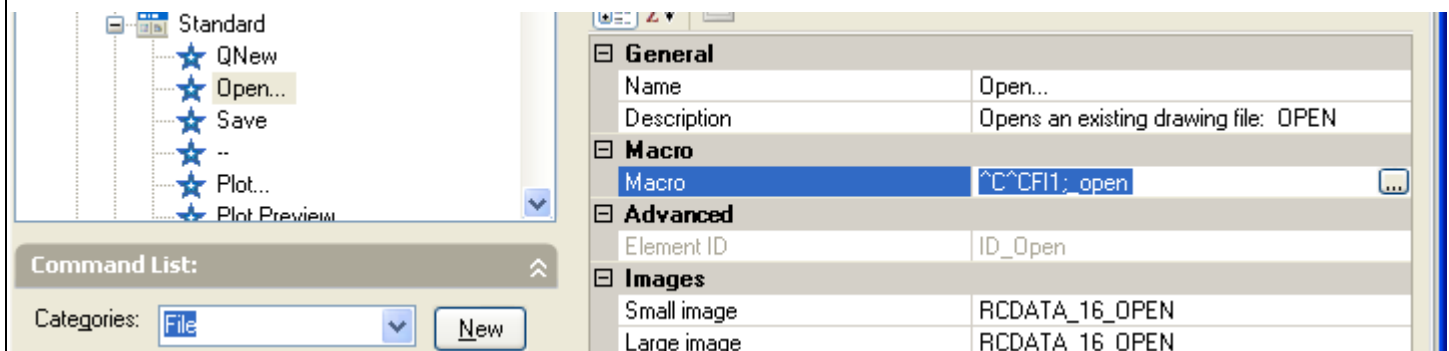 Standard
QNew
Open...
Save
--
Plot...
Plot Preview
Command List:
Categories: File New
General
Name Open...
Description Opens an existing drawing file: OPEN
Macro
Macro ^C^CFI1;_open ...
Advanced
Element ID ID_Open
Images
Small image RCDATA_16_OPEN
Large image RCDATA_16_OPEN